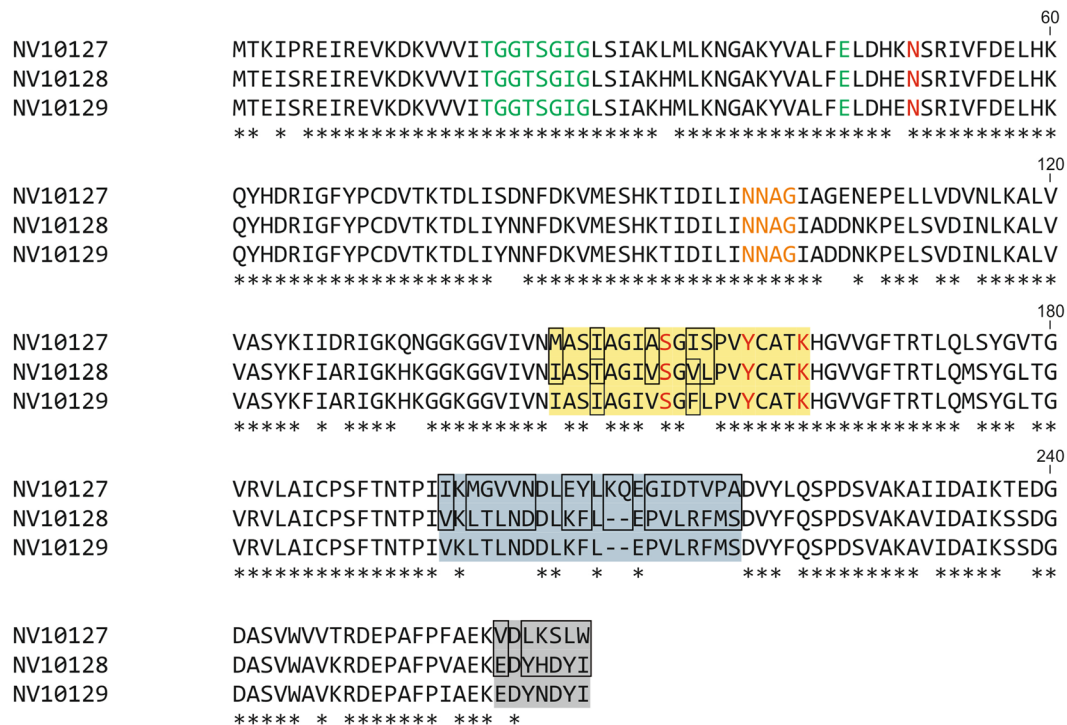 60
NV10127 MTKIPREIREVKDKVVVITGGTSGIGLSIAKLMLKNGAKYVALFELDHKNSRIVFDELHK
NV10128 MTEISREIREVKDKVVVITGGTSGIGLSIAKHMLKNGAKYVALFELDHENSRIVFDELHK
NV10129 MTEISREIREVKDKVVVITGGTSGIGLSIAKHMLKNGAKYVALFELDHENSRIVFDELHK
** * ************************** **************** ***********
120
NV10127 QYHDRIGFYPCDVTKTDLISDNFDKVMESHKTIDILINNAGIAGENEPELLVDVNLKALV
NV10128 QYHDRIGFYPCDVTKTDLIYNNFDKVMESHKTIDILINNAGIADDNKPELSVDINLKALV
NV10129 QYHDRIGFYPCDVTKTDLIYNNFDKVMESHKTIDILINNAGIADDNKPELSVDINLKALV
*******************  **********************  * *** ** ******
180
NV10127 VASYKIIDRIGKQNGGKGGVIVNMASIAGIASGISPVYCATKHGVVGFTRTLQLSYGVTG
NV10128 VASYKFIARIGKHKGGKGGVIVNIASTAGIVSGVLPVYCATKHGVVGFTRTLQMSYGLTG
NV10129 VASYKFIARIGKHKGGKGGVIVNIASIAGIVSGFLPVYCATKHGVVGFTRTLQMSYGLTG
***** * ****  ********* ** *** **  ****************** *** **
240
NV10127 VRVLAICPSFTNTPIIKMGVVNDLEYLKQEGIDTVPADVYLQSPDSVAKAIIDAIKTEDG
NV10128 VRVLAICPSFTNTPIVKLTLNDDLKFL--EPVLRFMSDVYFQSPDSVAKAVIDAIKSSDG
NV10129 VRVLAICPSFTNTPIVKLTLNDDLKFL--EPVLRFMSDVYFQSPDSVAKAVIDAIKSSDG
*************** *     **  *  *       *** ********* *****  **
NV10127 DASVWVVTRDEPAFPFAEKVDLKSLW
NV10128 DASVWAVKRDEPAFPVAEKEDYHDYI
NV10129 DASVWAVKRDEPAFPIAEKEDYNDYI
***** * ******* *** *